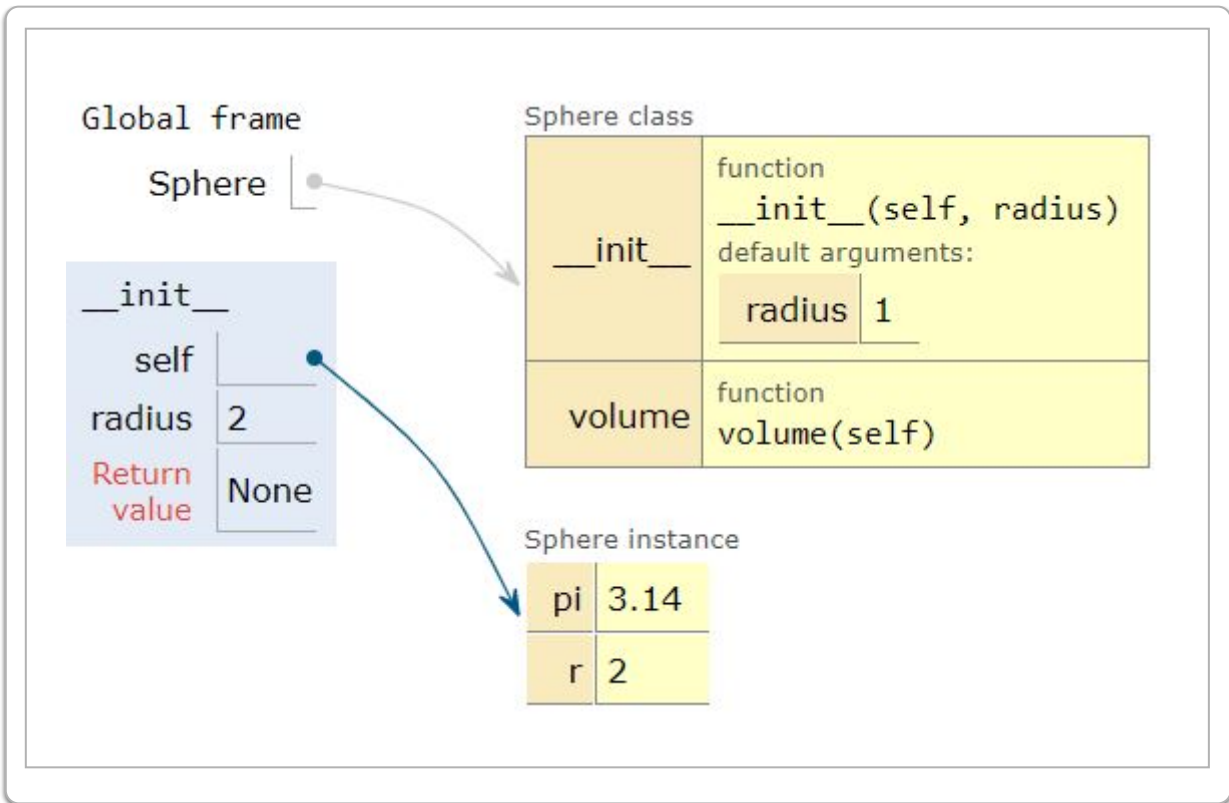 Global frame
Sphere
__init__
self
radius 2
Return
value
None
Sphere class
__init__
function
__init__(self, radius)
default arguments:
radius 1
volume
function
volume(self)
Sphere instance
pi 3.14
r 2